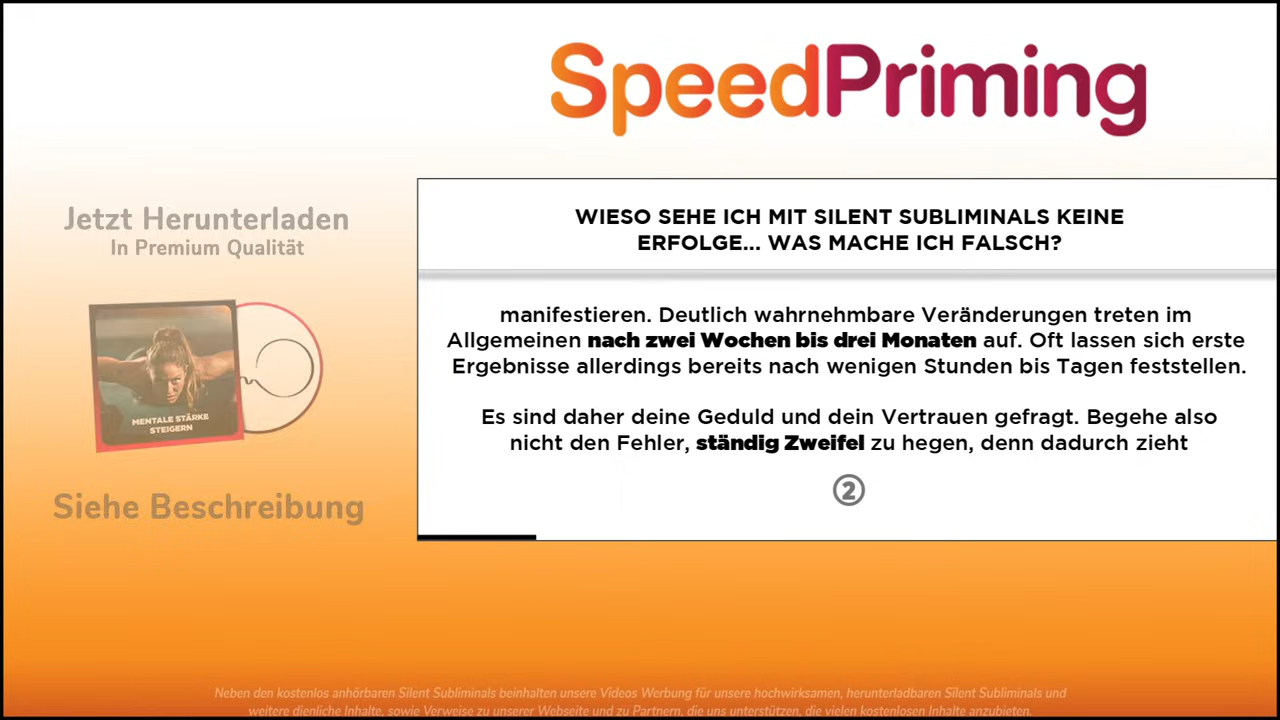 SpeedPriming
Jetzt Herunterladen
In Premium Qualität
MENTALE STÄRKE
STEIGERN
Siehe Beschreibung
WIESO SEHE ICH MIT SILENT SUBLIMINALS KEINE
ERFOLGE... WAS MACHE ICH FALSCH?
manifestieren. Deutlich wahrnehmbare Veränderungen treten im
Allgemeinen nach zwei Wochen bis drei Monaten auf. Oft lassen sich erste
Ergebnisse allerdings bereits nach wenigen Stunden bis Tagen feststellen.
Es sind daher deine Geduld und dein Vertrauen gefragt. Begehe also
nicht den Fehler, ständig Zweifel zu hegen, denn dadurch zieht
2
Neben den kostenlos anhörbaren Silent Subliminals beinhalten unsere Videos Werbung für unsere hochwirksamen, herunterladbaren Silent Subliminals und
weitere dienliche Inhalte, sowie Verweise zu unserer Webseite und zu Partnern, die uns unterstützen, die vielen kostenlosen Inhalte anzubieten.